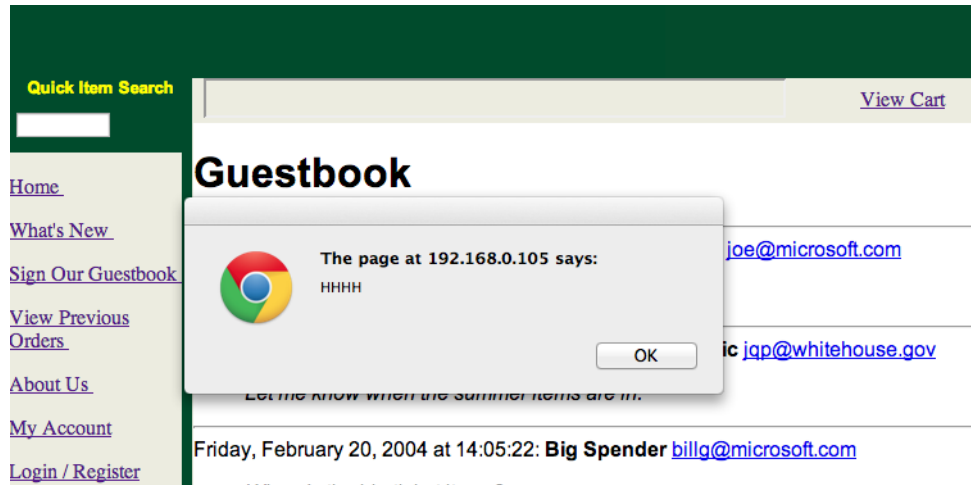 Quick Item Search
View Cart
Guestbook
Home
What's New
Sign Our Guestbook
View Previous
Orders
About Us
My Account
Login / Register
The page at 192.168.0.105 says:
HHHH
OK
joe@microsoft.com
ic jqp@whitehouse.gov
Let me know when the summer items are in.
Friday, February 20, 2004 at 14:05:22: Big Spender billg@microsoft.com